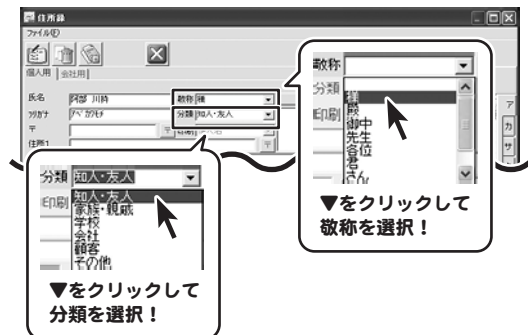 住所録
ファイル(F)
個人用 会社用
氏名 阿部 川時 敬称 様
フリガナ 分類 知人・友人
〒 〒 印刷
住所1 〒
ア
カ
サ
敬称
分類
印刷
様
殿
御中
先生
各位
君
さん
▼をクリックして
敬称を選択!
分類 知人・友人
印刷
知人・友人
家族・親戚
学校
会社
顧客
その他
▼をクリックして
分類を選択!